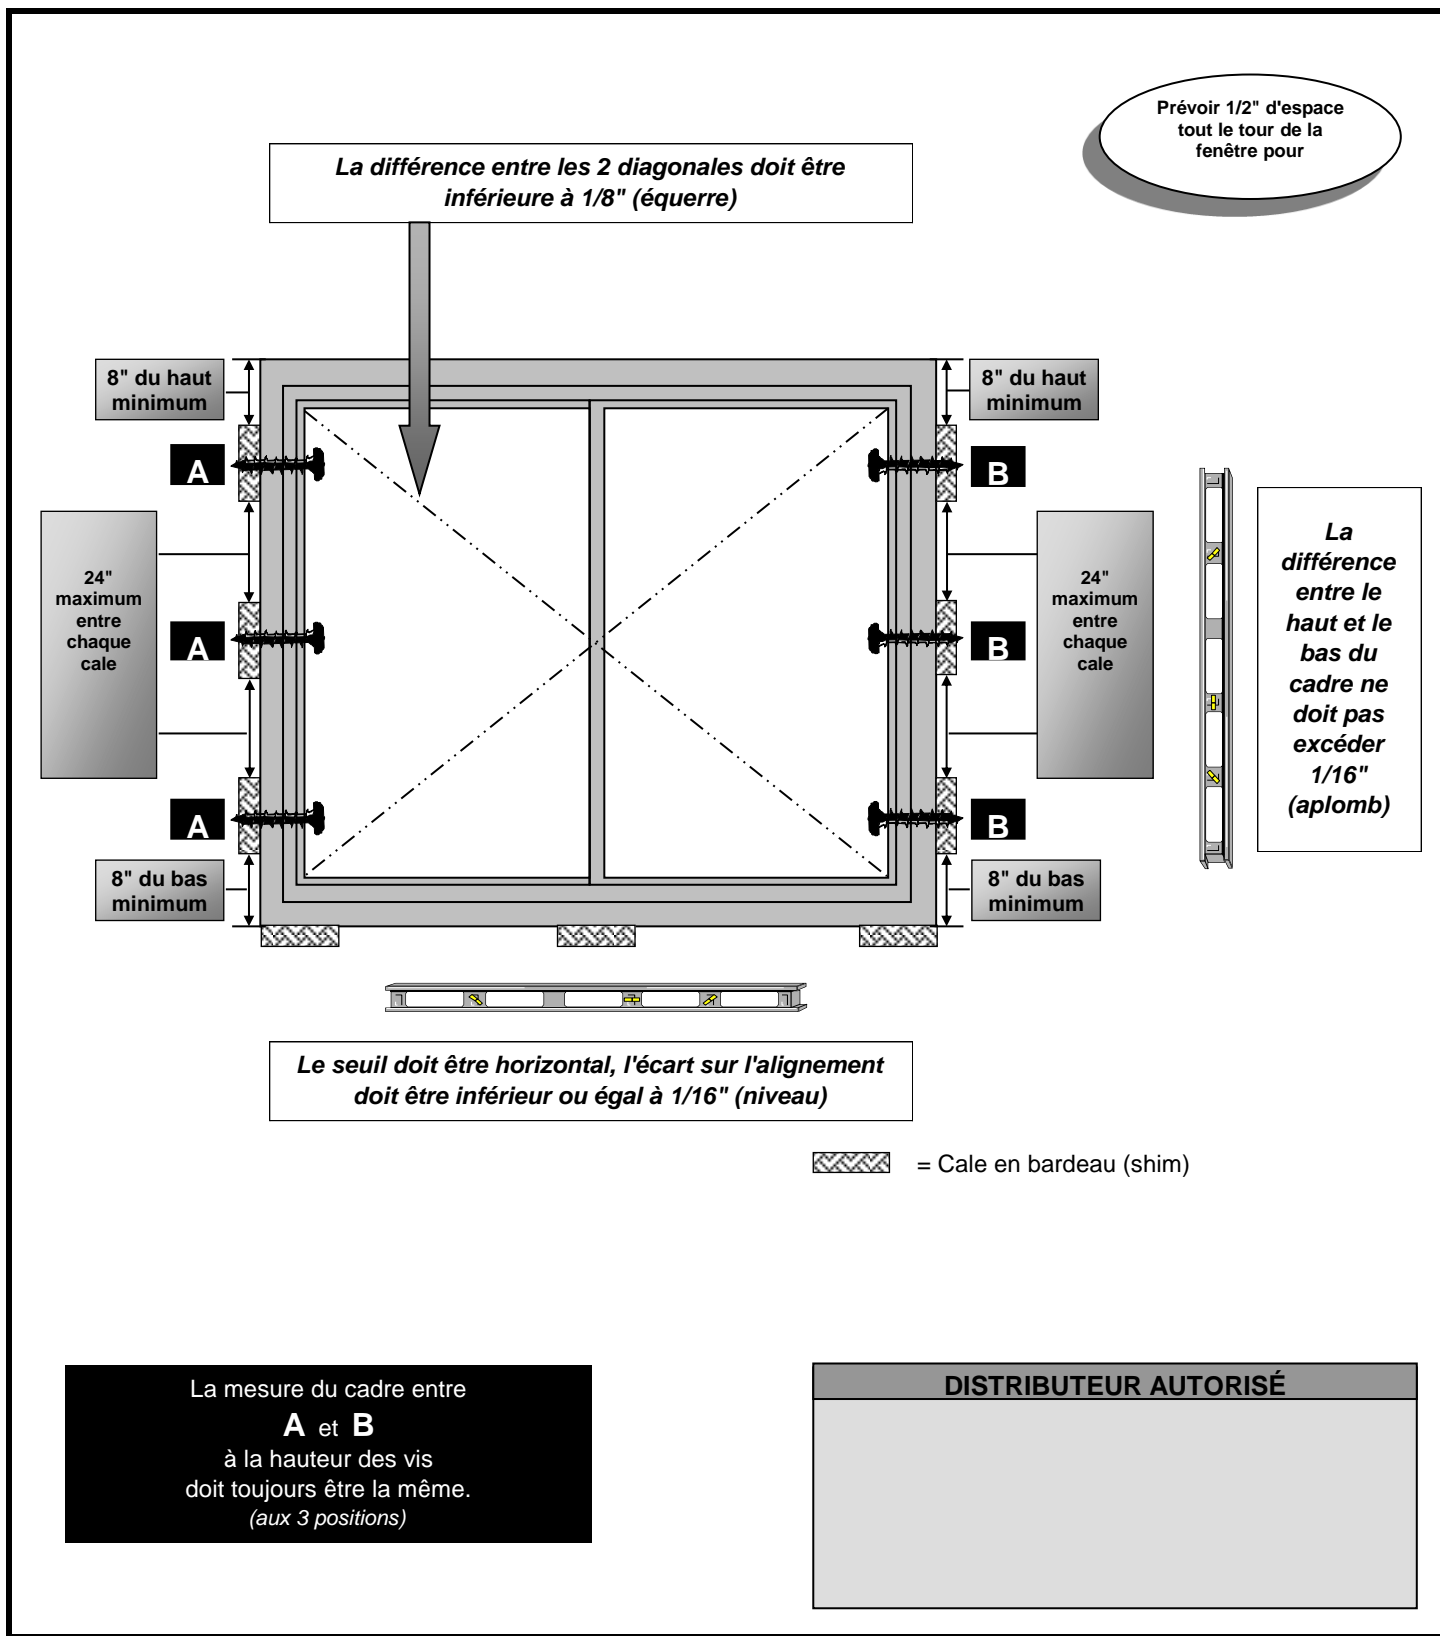 Prévoir 1/2" d'espace
tout le tour de la
fenêtre pour
La différence entre les 2 diagonales doit être
inférieure à 1/8" (équerre)
8" du haut
minimum
8" du haut
minimum
A
B
24"
maximum
entre
chaque
cale
A
B
24"
maximum
entre
chaque
cale
La
différence
entre le
haut et le
bas du
cadre ne
doit pas
excéder
1/16"
(aplomb)
A
B
8" du bas
minimum
8" du bas
minimum
Le seuil doit être horizontal, l'écart sur l'alignement
doit être inférieur ou égal à 1/16" (niveau)
= Cale en bardeau (shim)
La mesure du cadre entre
A et B
à la hauteur des vis
doit toujours être la même.
(aux 3 positions)
DISTRIBUTEUR AUTORISÉ